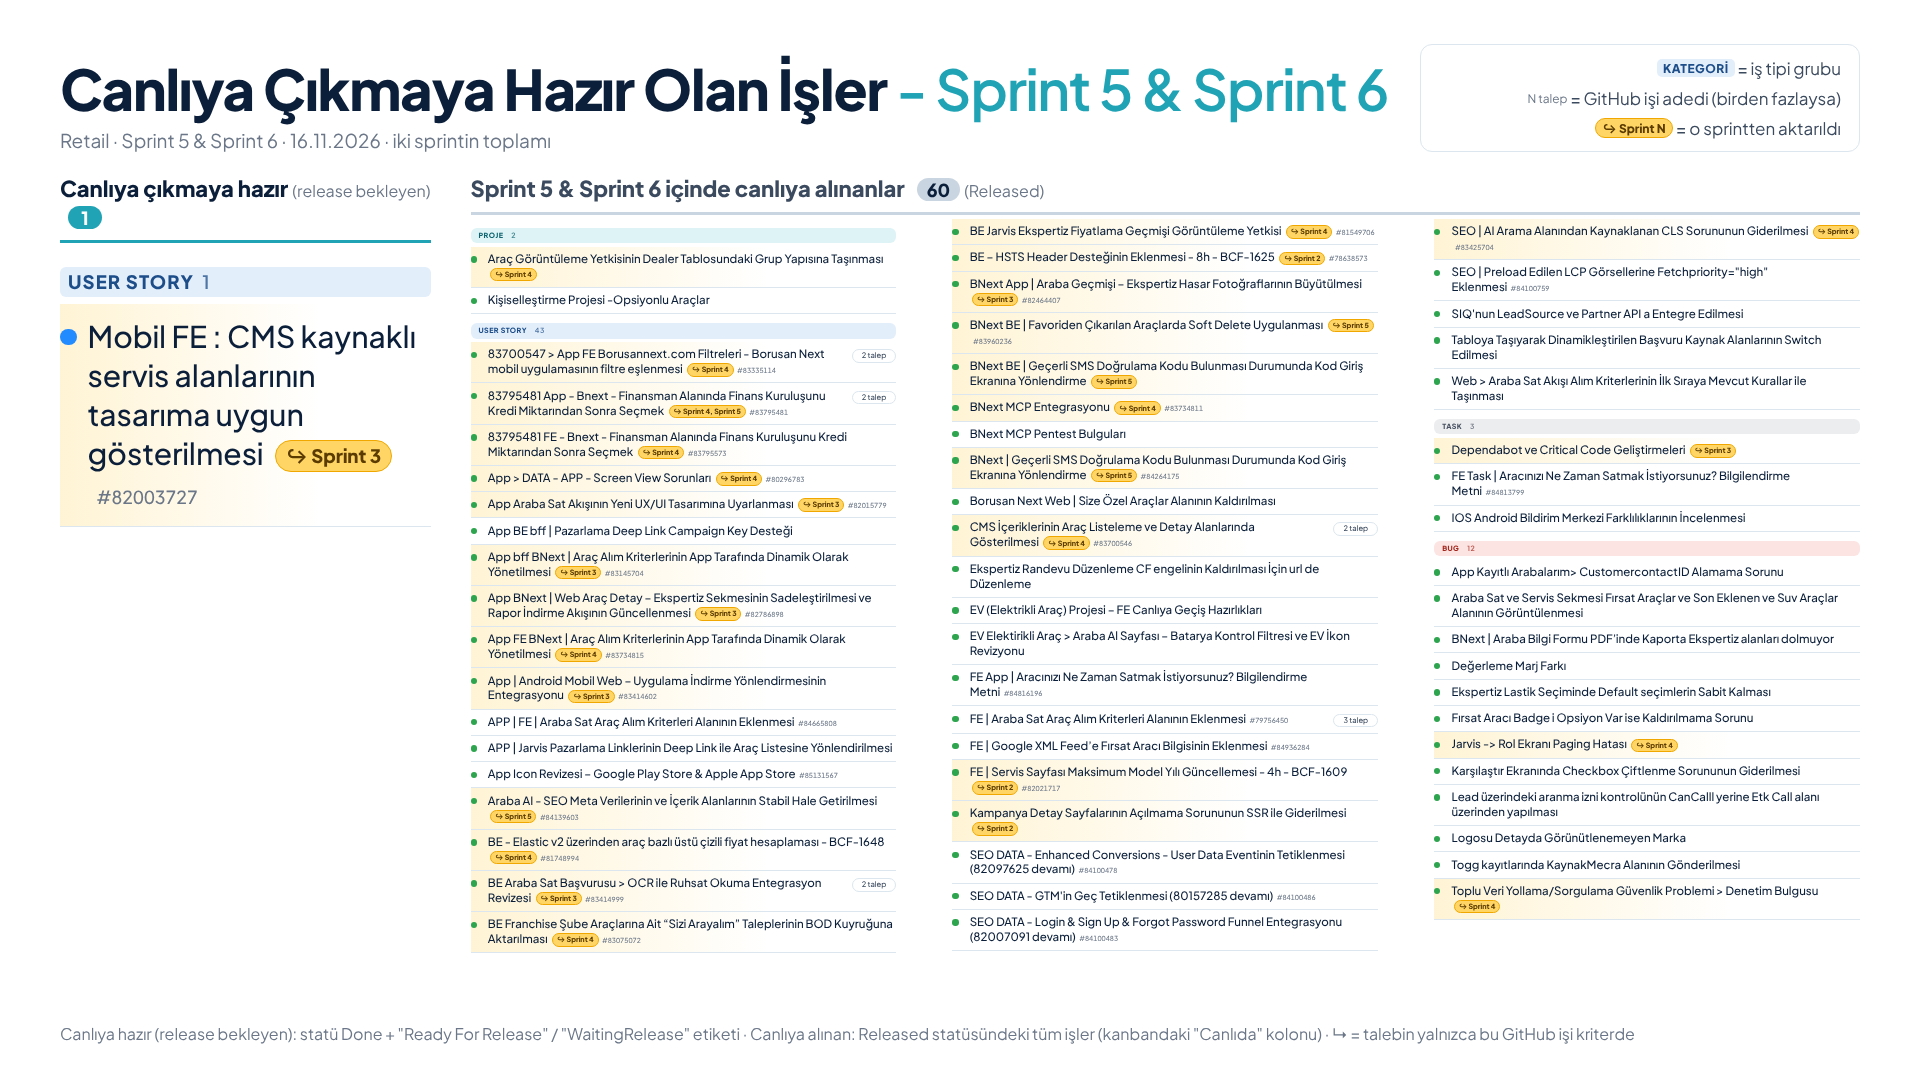 Canlıya Çıkmaya Hazır Olan İşler - Sprint 5 & Sprint 6
Retail · Sprint 5 & Sprint 6 · 16.11.2026 · iki sprintin toplamı
KATEGORİ = iş tipi grubu
N talep = GitHub işi adedi (birden fazlaysa)
↪ Sprint N = o sprintten aktarıldı
Canlıya çıkmaya hazır (release bekleyen)
1
USER STORY 1
Mobil FE : CMS kaynaklı
servis alanlarının
tasarıma uygun
gösterilmesi ↪ Sprint 3
#82003727
Sprint 5 & Sprint 6 içinde canlıya alınanlar 60 (Released)
PROJE 2
Araç Görüntüleme Yetkisinin Dealer Tablosundaki Grup Yapısına Taşınması
↪ Sprint 4
Kişiselleştirme Projesi -Opsiyonlu Araçlar
USER STORY 43
83700547 > App FE Borusannext.com Filtreleri - Borusan Next 2 talep
mobil uygulamasının filtre eşlenmesi ↪ Sprint 4 #83335114
83795481 App - Bnext - Finansman Alanında Finans Kuruluşunu 2 talep
Kredi Miktarından Sonra Seçmek ↪ Sprint 4, Sprint 5 #83795481
83795481 FE - Bnext - Finansman Alanında Finans Kuruluşunu Kredi
Miktarından Sonra Seçmek ↪ Sprint 4 #83795573
App > DATA - APP - Screen View Sorunları ↪ Sprint 4 #80296783
App Araba Sat Akışının Yeni UX/UI Tasarımına Uyarlanması ↪ Sprint 3 #82015779
App BE bff | Pazarlama Deep Link Campaign Key Desteği
App bff BNext | Araç Alım Kriterlerinin App Tarafında Dinamik Olarak
Yönetilmesi ↪ Sprint 3 #83145704
App BNext | Web Araç Detay – Ekspertiz Sekmesinin Sadeleştirilmesi ve
Rapor İndirme Akışının Güncellenmesi ↪ Sprint 3 #82786898
App FE BNext | Araç Alım Kriterlerinin App Tarafında Dinamik Olarak
Yönetilmesi ↪ Sprint 4 #83734815
App | Android Mobil Web – Uygulama İndirme Yönlendirmesinin
Entegrasyonu ↪ Sprint 3 #83414602
APP | FE | Araba Sat Araç Alım Kriterleri Alanının Eklenmesi #84665808
APP | Jarvis Pazarlama Linklerinin Deep Link ile Araç Listesine Yönlendirilmesi
App Icon Revizesi – Google Play Store & Apple App Store #85131567
Araba AI - SEO Meta Verilerinin ve İçerik Alanlarının Stabil Hale Getirilmesi
↪ Sprint 5 #84139603
BE - Elastic v2 üzerinden araç bazlı üstü çizili fiyat hesaplaması - BCF-1648
↪ Sprint 4 #81748994
BE Araba Sat Başvurusu > OCR ile Ruhsat Okuma Entegrasyon 2 talep
Revizesi ↪ Sprint 3 #83414999
BE Franchise Şube Araçlarına Ait “Sizi Arayalım” Taleplerinin BOD Kuyruğuna
Aktarılması ↪ Sprint 4 #83075072
BE Jarvis Ekspertiz Fiyatlama Geçmişi Görüntüleme Yetkisi ↪ Sprint 4 #81549706
BE – HSTS Header Desteğinin Eklenmesi - 8h - BCF-1625 ↪ Sprint 2 #78638573
BNext App | Araba Geçmişi – Ekspertiz Hasar Fotoğraflarının Büyütülmesi
↪ Sprint 3 #82464407
BNext BE | Favoriden Çıkarılan Araçlarda Soft Delete Uygulanması ↪ Sprint 5
#83960236
BNext BE | Geçerli SMS Doğrulama Kodu Bulunması Durumunda Kod Giriş
Ekranına Yönlendirme ↪ Sprint 5
BNext MCP Entegrasyonu ↪ Sprint 4 #83734811
BNext MCP Pentest Bulguları
BNext | Geçerli SMS Doğrulama Kodu Bulunması Durumunda Kod Giriş
Ekranına Yönlendirme ↪ Sprint 5 #84264175
Borusan Next Web | Size Özel Araçlar Alanının Kaldırılması
CMS İçeriklerinin Araç Listeleme ve Detay Alanlarında 2 talep
Gösterilmesi ↪ Sprint 4 #83700546
Ekspertiz Randevu Düzenleme CF engelinin Kaldırılması İçin url de
Düzenleme
EV (Elektrikli Araç) Projesi – FE Canlıya Geçiş Hazırlıkları
EV Elektirikli Araç > Araba Al Sayfası – Batarya Kontrol Filtresi ve EV İkon
Revizyonu
FE App | Aracınızı Ne Zaman Satmak İstiyorsunuz? Bilgilendirme
Metni #84816196
FE | Araba Sat Araç Alım Kriterleri Alanının Eklenmesi #79756450 3 talep
FE | Google XML Feed’e Fırsat Aracı Bilgisinin Eklenmesi #84936284
FE | Servis Sayfası Maksimum Model Yılı Güncellemesi - 4h - BCF-1609
↪ Sprint 2 #82021717
Kampanya Detay Sayfalarının Açılmama Sorununun SSR ile Giderilmesi
↪ Sprint 2
SEO DATA - Enhanced Conversions - User Data Eventinin Tetiklenmesi
(82097625 devamı) #84100478
SEO DATA - GTM'in Geç Tetiklenmesi (80157285 devamı) #84100486
SEO DATA - Login & Sign Up & Forgot Password Funnel Entegrasyonu
(82007091 devamı) #84100483
SEO | AI Arama Alanından Kaynaklanan CLS Sorununun Giderilmesi ↪ Sprint 4
#83425704
SEO | Preload Edilen LCP Görsellerine Fetchpriority="high"
Eklenmesi #84100759
SIQ'nun LeadSource ve Partner API a Entegre Edilmesi
Tabloya Taşıyarak Dinamikleştirilen Başvuru Kaynak Alanlarının Switch
Edilmesi
Web > Araba Sat Akışı Alım Kriterlerinin İlk Sıraya Mevcut Kurallar ile
Taşınması
TASK 3
Dependabot ve Critical Code Geliştirmeleri ↪ Sprint 3
FE Task | Aracınızı Ne Zaman Satmak İstiyorsunuz? Bilgilendirme
Metni #84813799
IOS Android Bildirim Merkezi Farklılıklarının İncelenmesi
BUG 12
App Kayıtlı Arabalarım> CustomercontactID Alamama Sorunu
Araba Sat ve Servis Sekmesi Fırsat Araçlar ve Son Eklenen ve Suv Araçlar
Alanının Görüntülenmesi
BNext | Araba Bilgi Formu PDF'inde Kaporta Ekspertiz alanları dolmuyor
Değerleme Marj Farkı
Ekspertiz Lastik Seçiminde Default seçimlerin Sabit Kalması
Fırsat Aracı Badge i Opsiyon Var ise Kaldırılmama Sorunu
Jarvis -> Rol Ekranı Paging Hatası ↪ Sprint 4
Karşılaştır Ekranında Checkbox Çiftlenme Sorununun Giderilmesi
Lead üzerindeki aranma izni kontrolünün CanCalll yerine Etk Call alanı
üzerinden yapılması
Logosu Detayda Görünütlenemeyen Marka
Togg kayıtlarında KaynakMecra Alanının Gönderilmesi
Toplu Veri Yollama/Sorgulama Güvenlik Problemi > Denetim Bulgusu
↪ Sprint 4
Canlıya hazır (release bekleyen): statü Done + "Ready For Release" / "WaitingRelease" etiketi · Canlıya alınan: Released statüsündeki tüm işler (kanbandaki "Canlıda" kolonu) · ↪ = talebin yalnızca bu GitHub işi kriterde